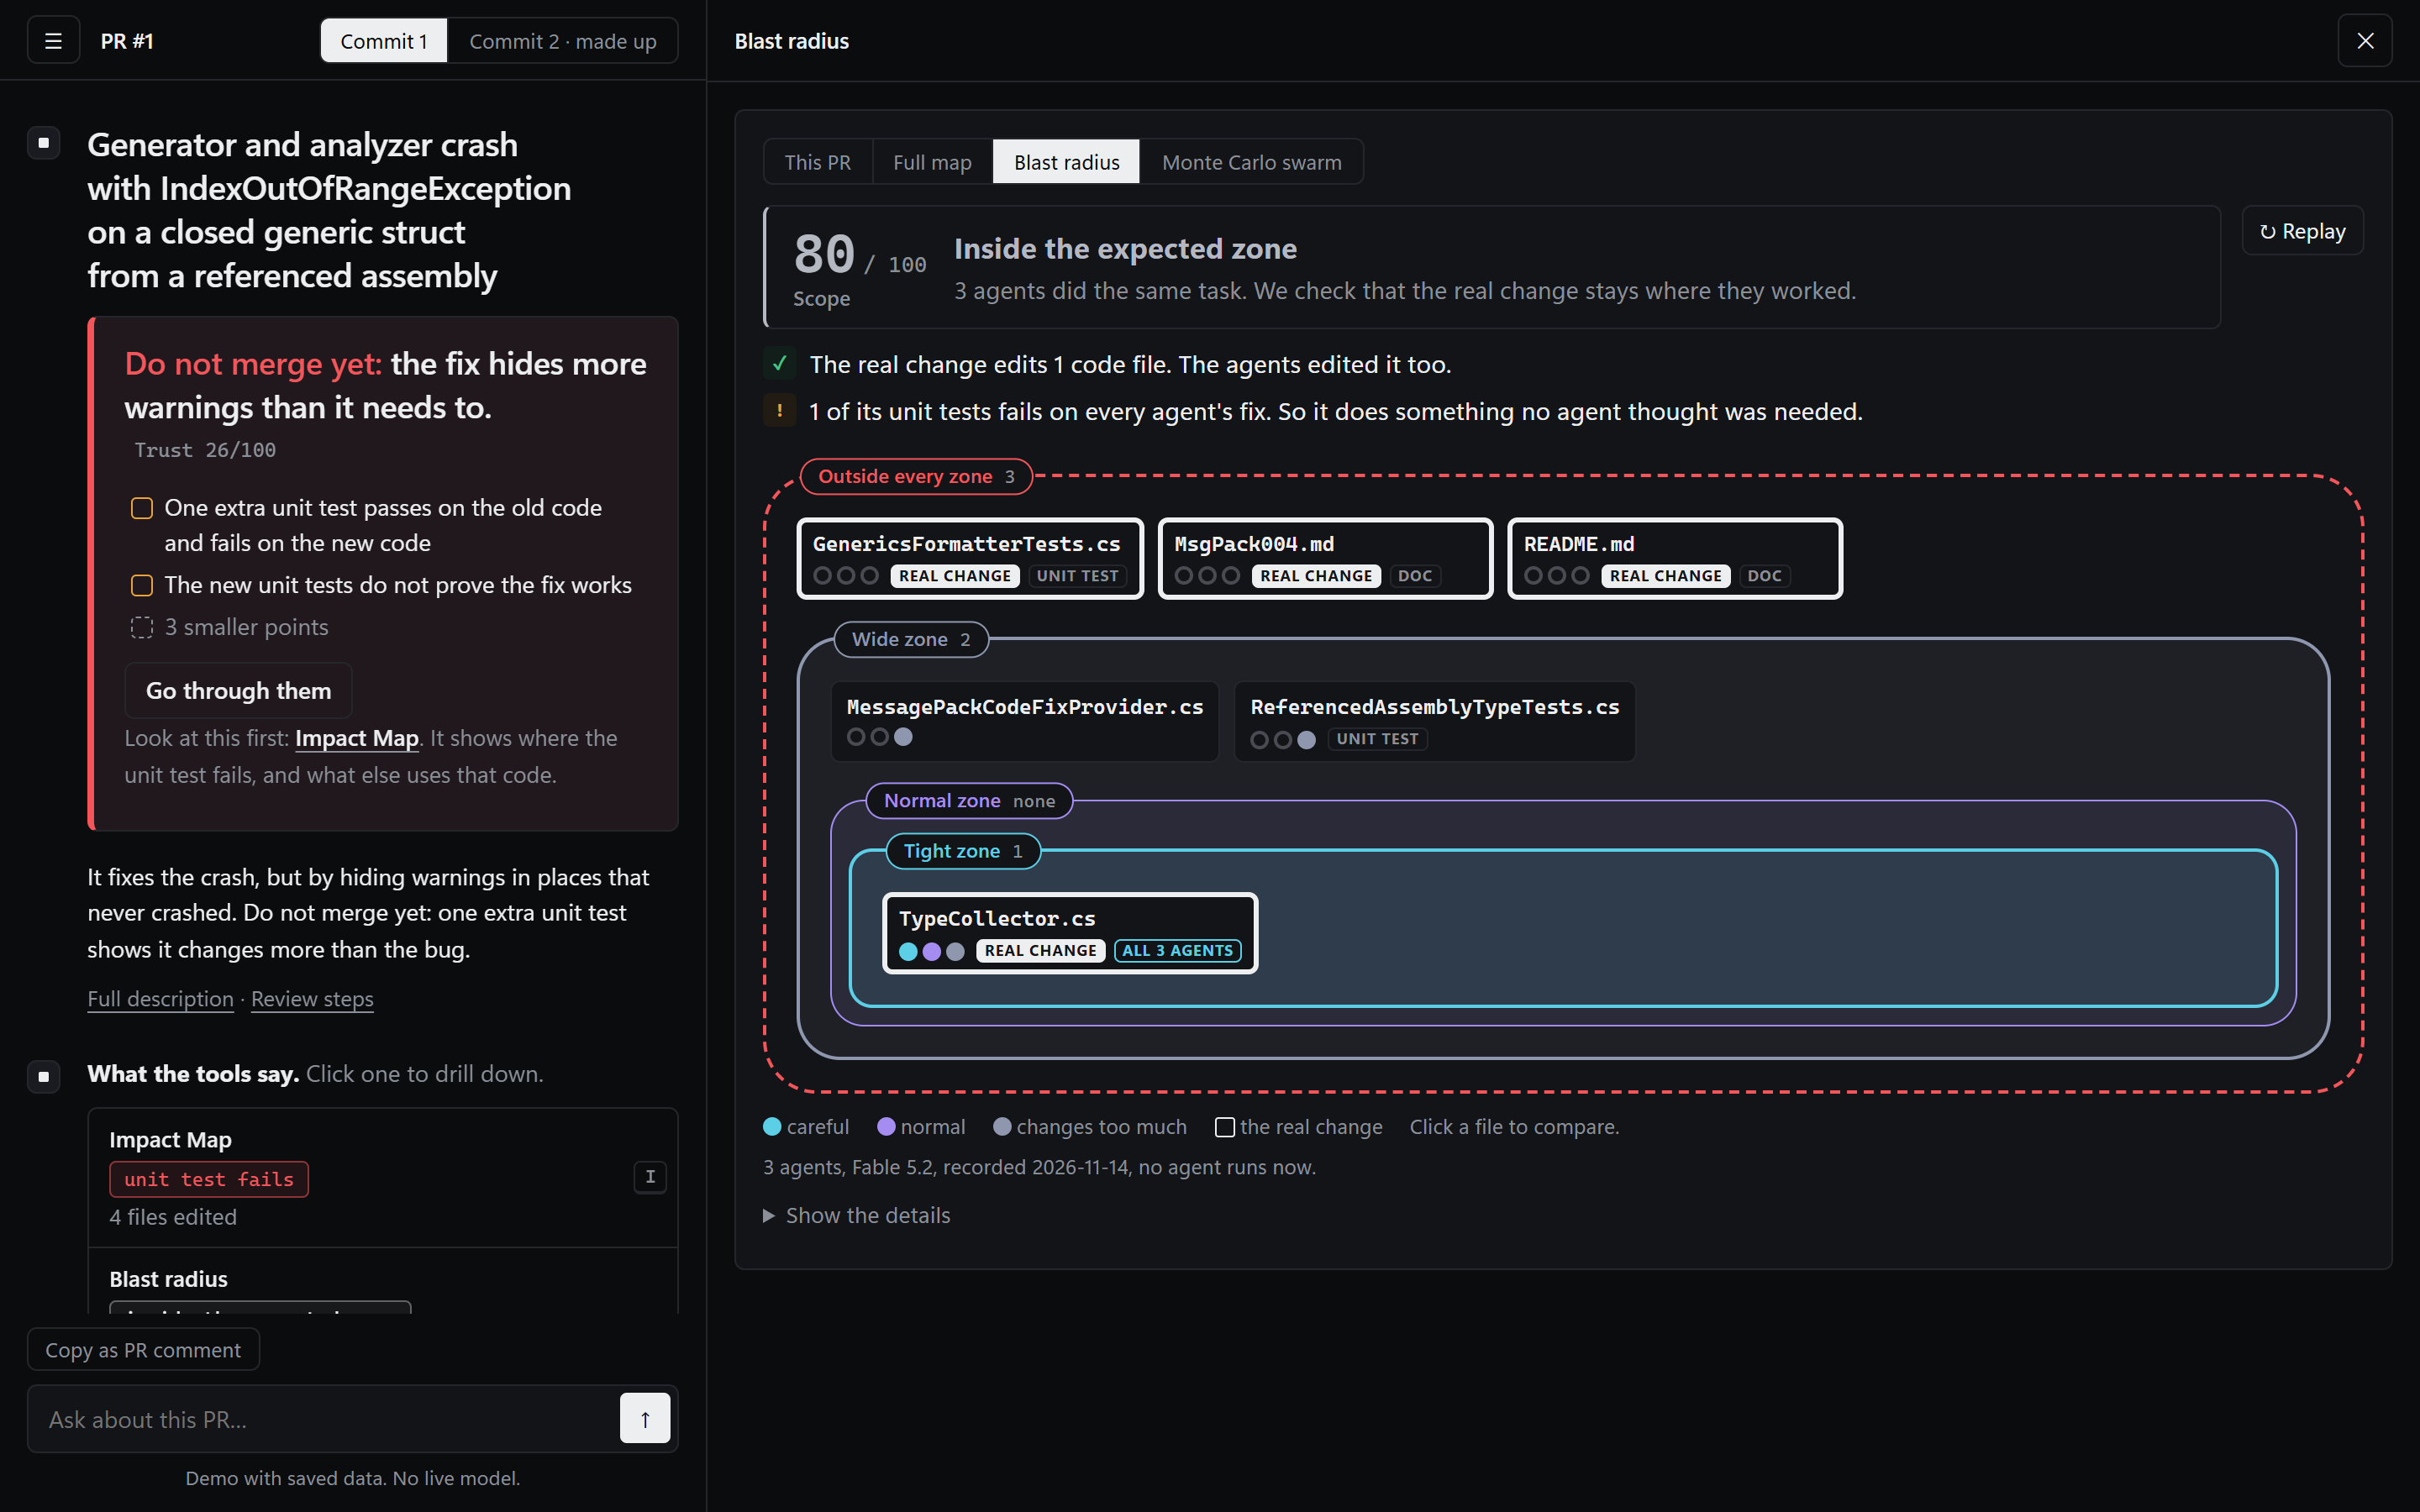 ☰ PR #1 Commit 1 Commit 2 · made up
Generator and analyzer crash
with IndexOutOfRangeException
on a closed generic struct
from a referenced assembly
Do not merge yet: the fix hides more
warnings than it needs to.
Trust 26/100
One extra unit test passes on the old code
and fails on the new code
The new unit tests do not prove the fix works
3 smaller points
Go through them
Look at this first: Impact Map. It shows where the
unit test fails, and what else uses that code.
It fixes the crash, but by hiding warnings in places that
never crashed. Do not merge yet: one extra unit test
shows it changes more than the bug.
Full description · Review steps
What the tools say. Click one to drill down.
Impact Map
unit test fails
I
4 files edited
Blast radius
Copy as PR comment
Ask about this PR...
↑
Demo with saved data. No live model.
Blast radius
This PR Full map Blast radius Monte Carlo swarm
80 / 100
Scope
Inside the expected zone
3 agents did the same task. We check that the real change stays where they worked.
↻ Replay
✓ The real change edits 1 code file. The agents edited it too.
! 1 of its unit tests fails on every agent's fix. So it does something no agent thought was needed.
Outside every zone 3
GenericsFormatterTests.cs
REAL CHANGE UNIT TEST
MsgPack004.md
REAL CHANGE DOC
README.md
REAL CHANGE DOC
Wide zone 2
MessagePackCodeFixProvider.cs
ReferencedAssemblyTypeTests.cs
UNIT TEST
Normal zone none
Tight zone 1
TypeCollector.cs
REAL CHANGE ALL 3 AGENTS
careful normal changes too much the real change Click a file to compare.
3 agents, Fable 5.2, recorded 2026-11-14, no agent runs now.
▶ Show the details